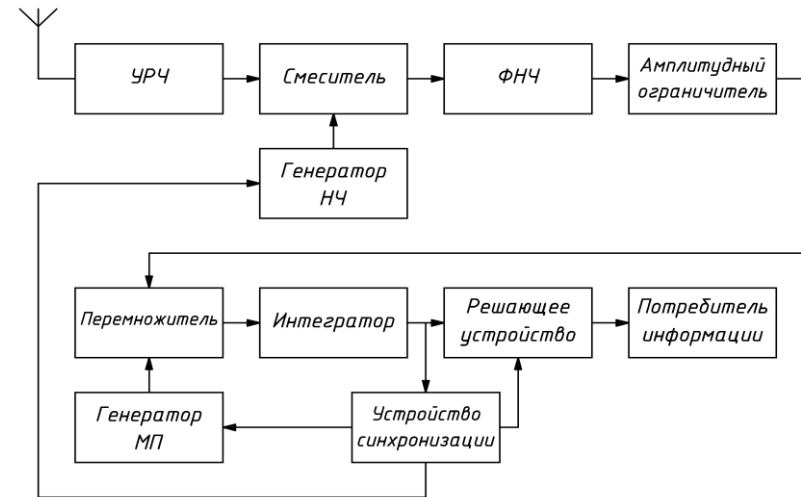 УРЧ
Смеситель
ФНЧ
Амплитудный
ограничитель
Генератор
НЧ
Перемножитель
Интегратор
Решающее
устройство
Потребитель
информации
Генератор
МП
Устройство
синхронизации